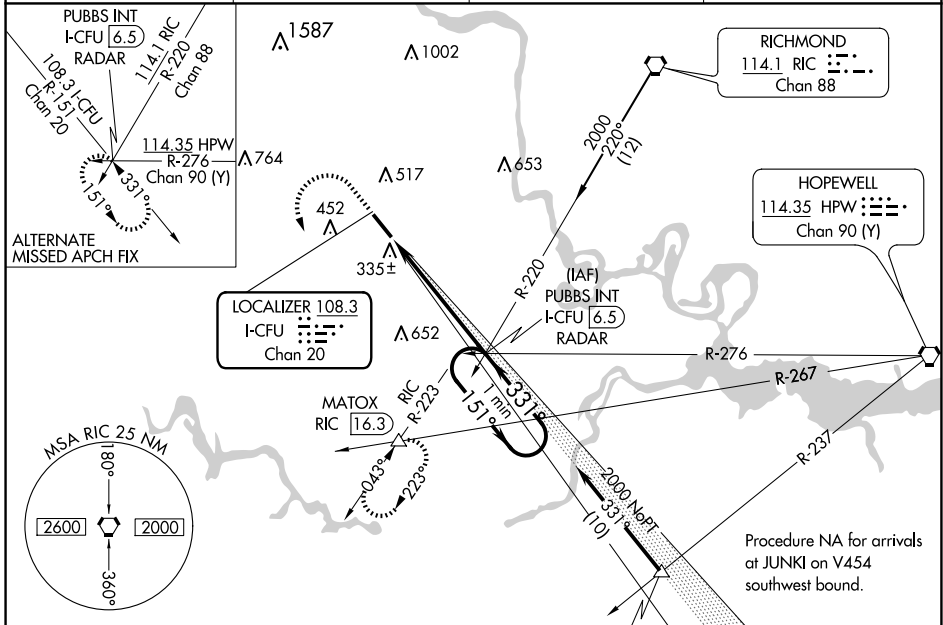 PUBBS INT
I-CFU 6.5
RADAR
114.1 RIC
R-220
Chan 88
108.3 I-CFU
R-151
Chan 20
114.35 HPW
R-276
Chan 90 (Y)
151°
331°
ALTERNATE
MISSED APCH FIX
1587
1002
764
653
517
452
335±
652
RICHMOND
114.1 RIC
Chan 88
2000
220°
(12)
R-220
HOPEWELL
114.35 HPW
Chan 90 (Y)
LOCALIZER 108.3
I-CFU
Chan 20
(IAF)
PUBBS INT
I-CFU 6.5
RADAR
R-276
R-267
R-237
RIC
R-223
MATOX
RIC 16.3
043°
223°
1 min
151°
331°
2000 NoPT
331°
(10)
MSA RIC 25 NM
180°
2600
2000
360°
Procedure NA for arrivals
at JUNKI on V454
southwest bound.